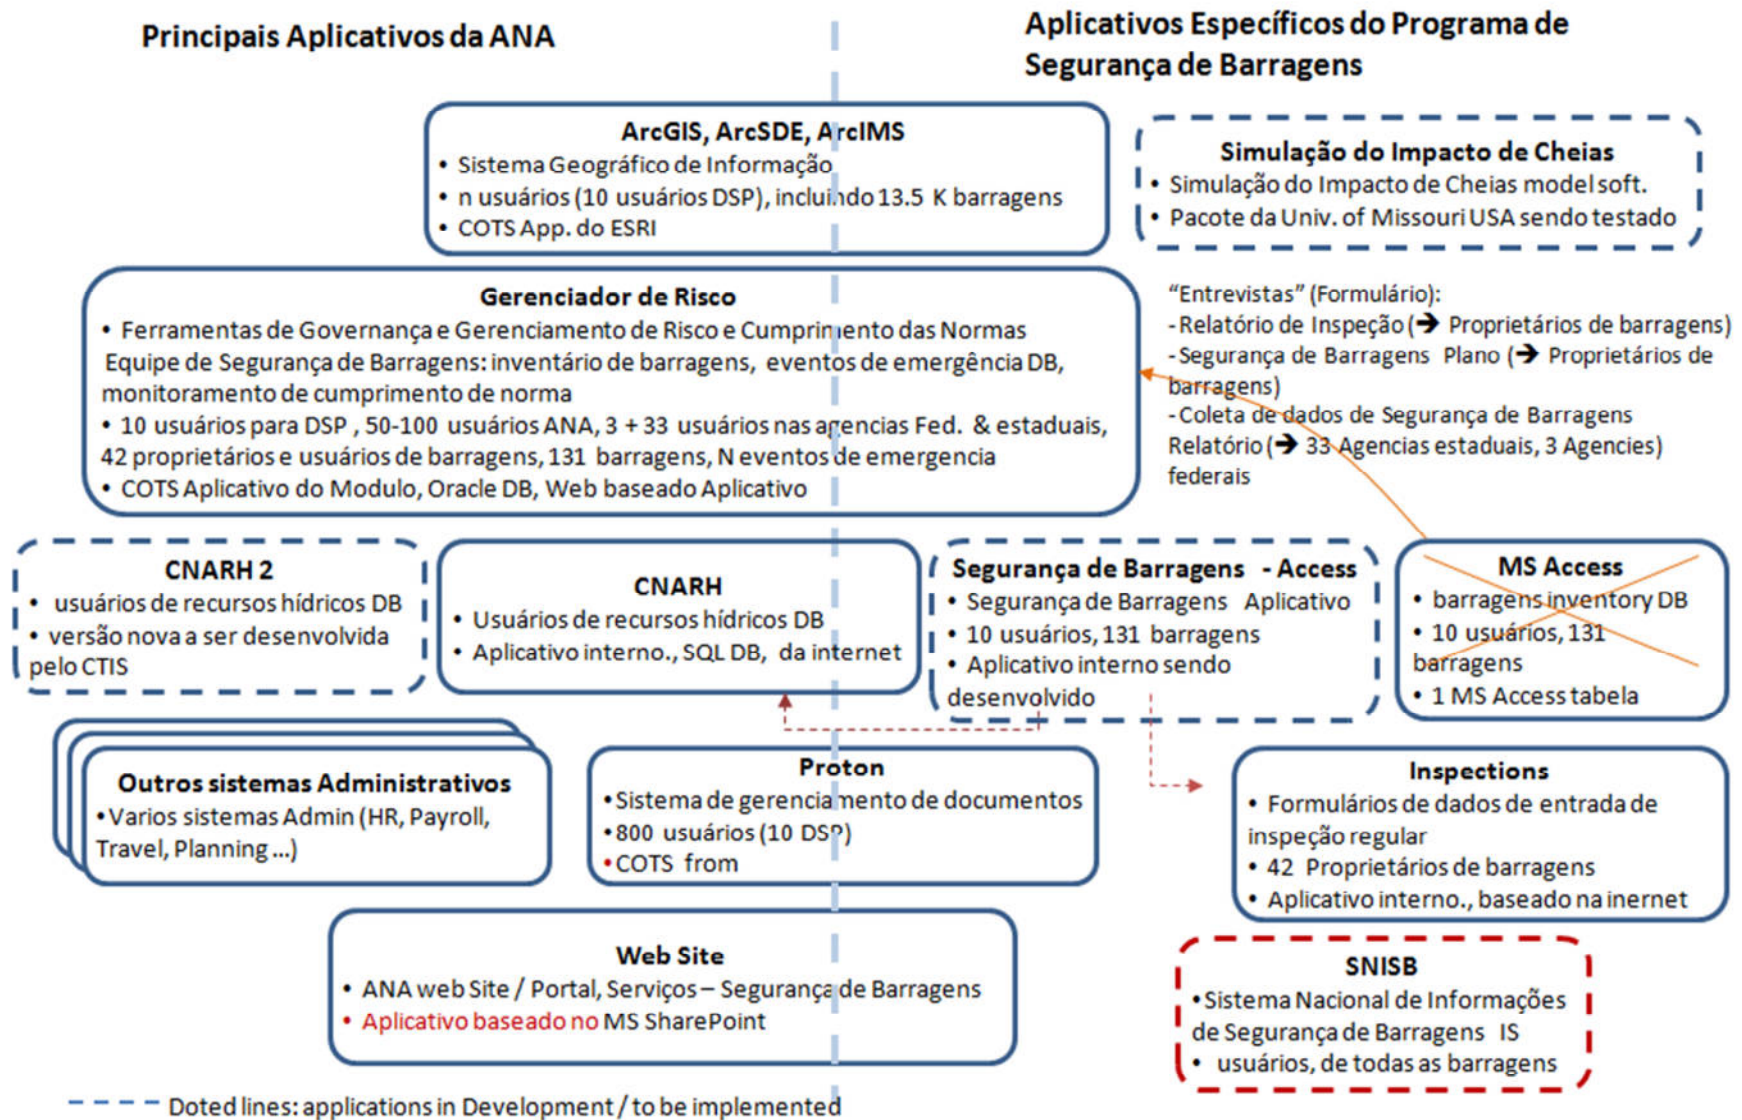 Principais Aplicativos da ANA
Aplicativos Específicos do Programa de
Segurança de Barragens
ArcGIS, ArcSDE, ArcIMS
• Sistema Geográfico de Informação
• n usuários (10 usuários DSP), incluindo 13.5 K barragens
• COTS App. do ESRI
Simulação do Impacto de Cheias
• Simulação do Impacto de Cheias model soft.
• Pacote da Univ. of Missouri USA sendo testado
Gerenciador de Risco
• Ferramentas de Governança e Gerenciamento de Risco e Cumprimento das Normas
Equipe de Segurança de Barragens: inventário de barragens, eventos de emergência DB,
monitoramento de cumprimento de norma
• 10 usuários para DSP , 50-100 usuários ANA, 3 + 33 usuários nas agencias Fed. & estaduais,
42 proprietários e usuários de barragens, 131 barragens, N eventos de emergencia
• COTS Aplicativo do Modulo, Oracle DB, Web baseado Aplicativo
“Entrevistas” (Formulário):
- Relatório de Inspeção (➔ Proprietários de barragens)
- Segurança de Barragens Plano (➔ Proprietários de
barragens)
- Coleta de dados de Segurança de Barragens
Relatório (➔ 33 Agencias estaduais, 3 Agencies)
federais
CNARH 2
• usuários de recursos hídricos DB
• versão nova a ser desenvolvida
pelo CTIS
CNARH
• Usuários de recursos hídricos DB
• Aplicativo interno., SQL DB, da internet
Segurança de Barragens - Access
• Segurança de Barragens Aplicativo
• 10 usuários, 131 barragens
• Aplicativo interno sendo
desenvolvido
MS Access
• barragens inventory DB
• 10 usuários, 131
barragens
• 1 MS Access tabela
Outros sistemas Administrativos
• Varios sistemas Admin (HR, Payroll,
Travel, Planning ...)
Proton
• Sistema de gerenciamento de documentos
• 800 usuários (10 DSP)
• COTS from
Inspections
• Formulários de dados de entrada de
inspeção regular
• 42 Proprietários de barragens
• Aplicativo interno., baseado na inernet
Web Site
• ANA web Site / Portal, Serviços – Segurança de Barragens
• Aplicativo baseado no MS SharePoint
SNISB
• Sistema Nacional de Informações
de Segurança de Barragens IS
• usuários, de todas as barragens
Doted lines: applications in Development / to be implemented